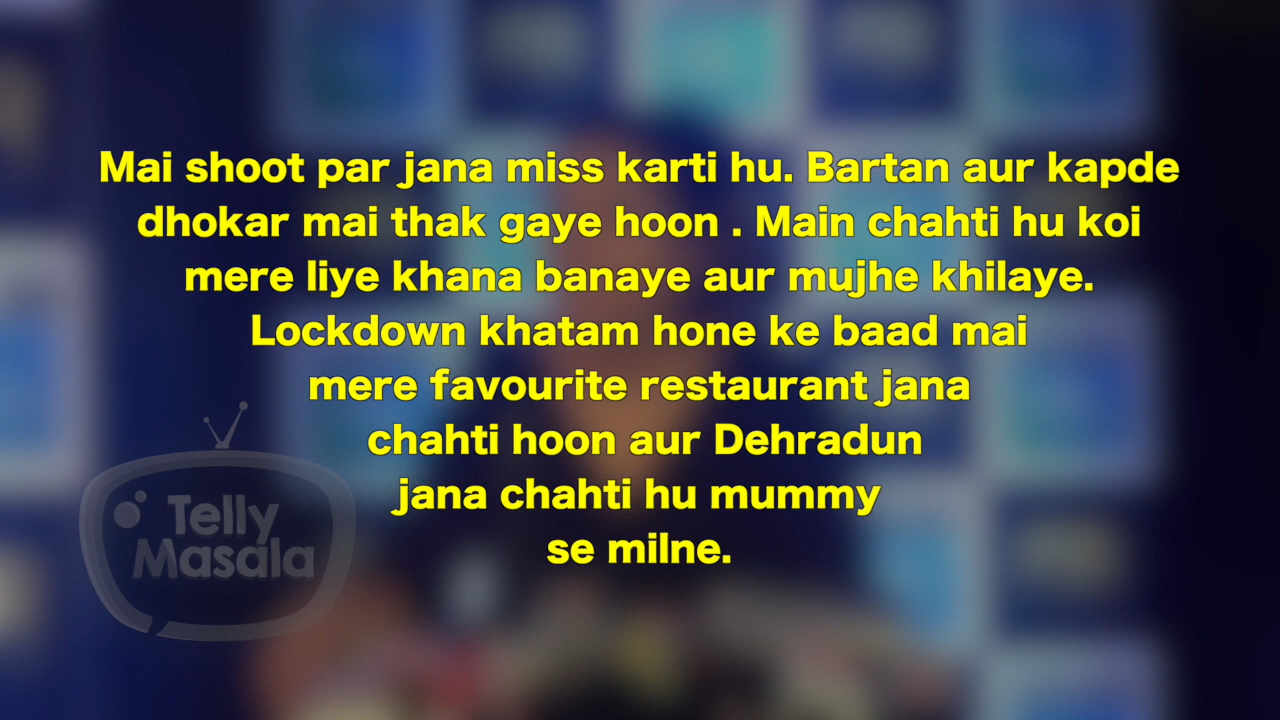 Mai shoot par jana miss karti hu. Bartan aur kapde
dhokar mai thak gaye hoon . Main chahti hu koi
mere liye khana banaye aur mujhe khilaye.
Lockdown khatam hone ke baad mai
mere favourite restaurant jana
chahti hoon aur Dehradun
jana chahti hu mummy
se milne.
Telly
Masala